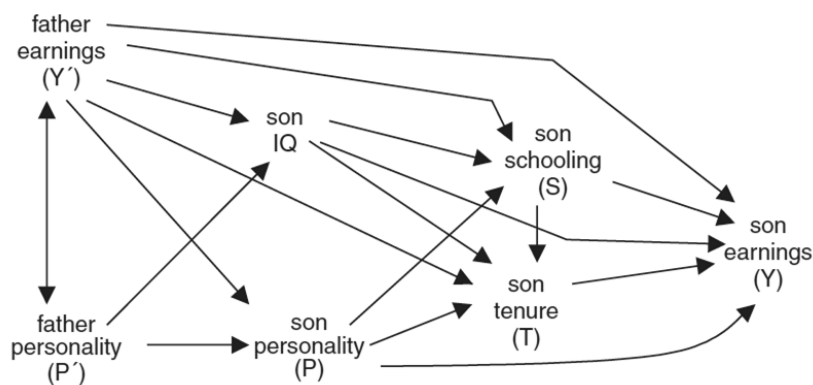 father
earnings
(Y´)
son
IQ
son
schooling
(S)
son
earnings
(Y)
son
tenure
(T)
father
personality
(P´)
son
personality
(P)